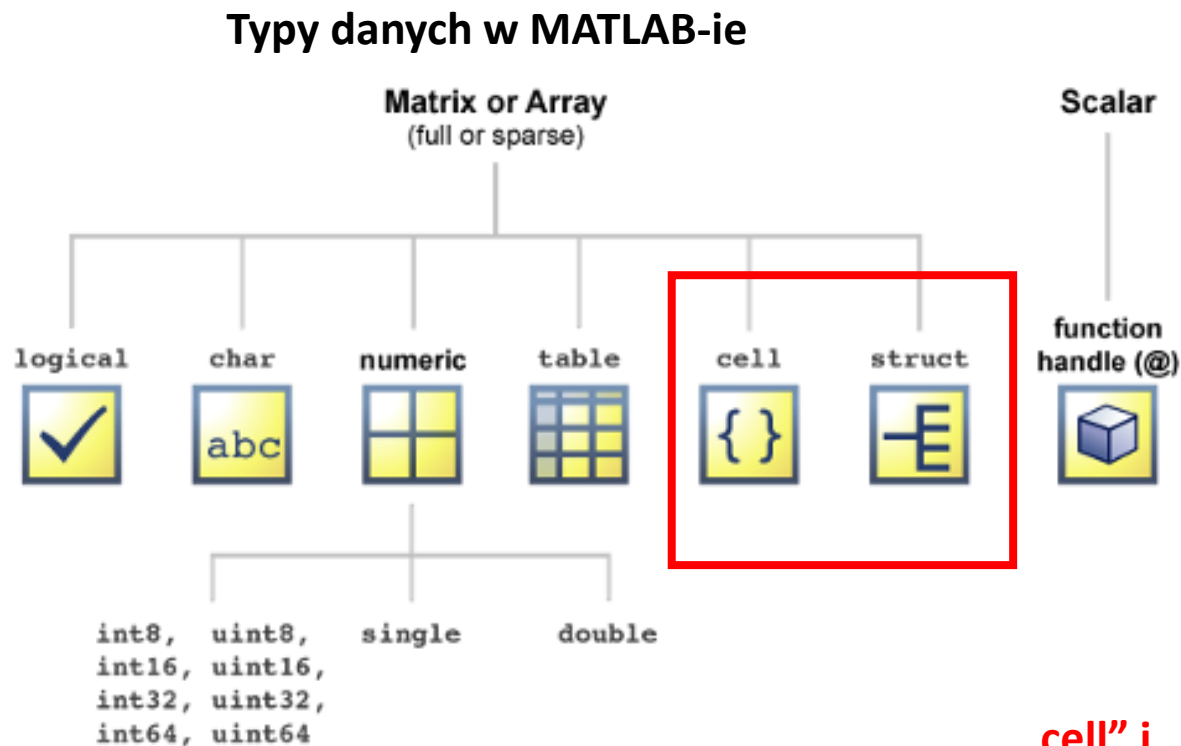 Typy danych w MATLAB-ie
Matrix or Array
(full or sparse)
Scalar
logical
char
numeric
table
cell
struct
function
handle (@)
abc
{ }
int8, uint8,
int16, uint16,
int32, uint32,
int64, uint64
single
double
cell” i